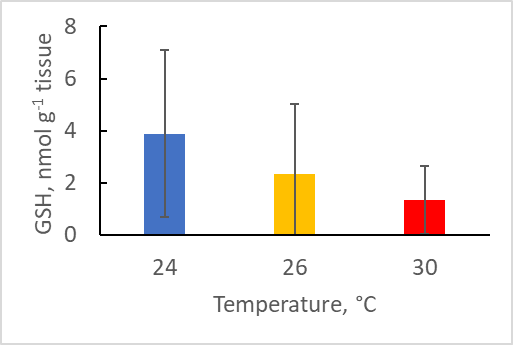 8
6
4
2
0
GSH, nmol g⁻¹ tissue
24 26 30
Temperature, °C